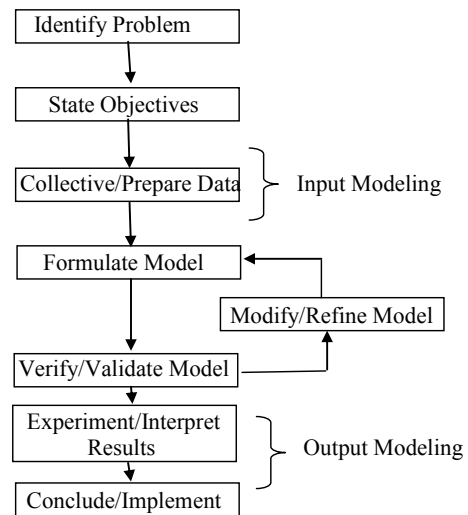 Identify Problem
State Objectives
Collective/Prepare Data
Input Modeling
Formulate Model
Modify/Refine Model
Verify/Validate Model
Experiment/Interpret
Results
Output Modeling
Conclude/Implement